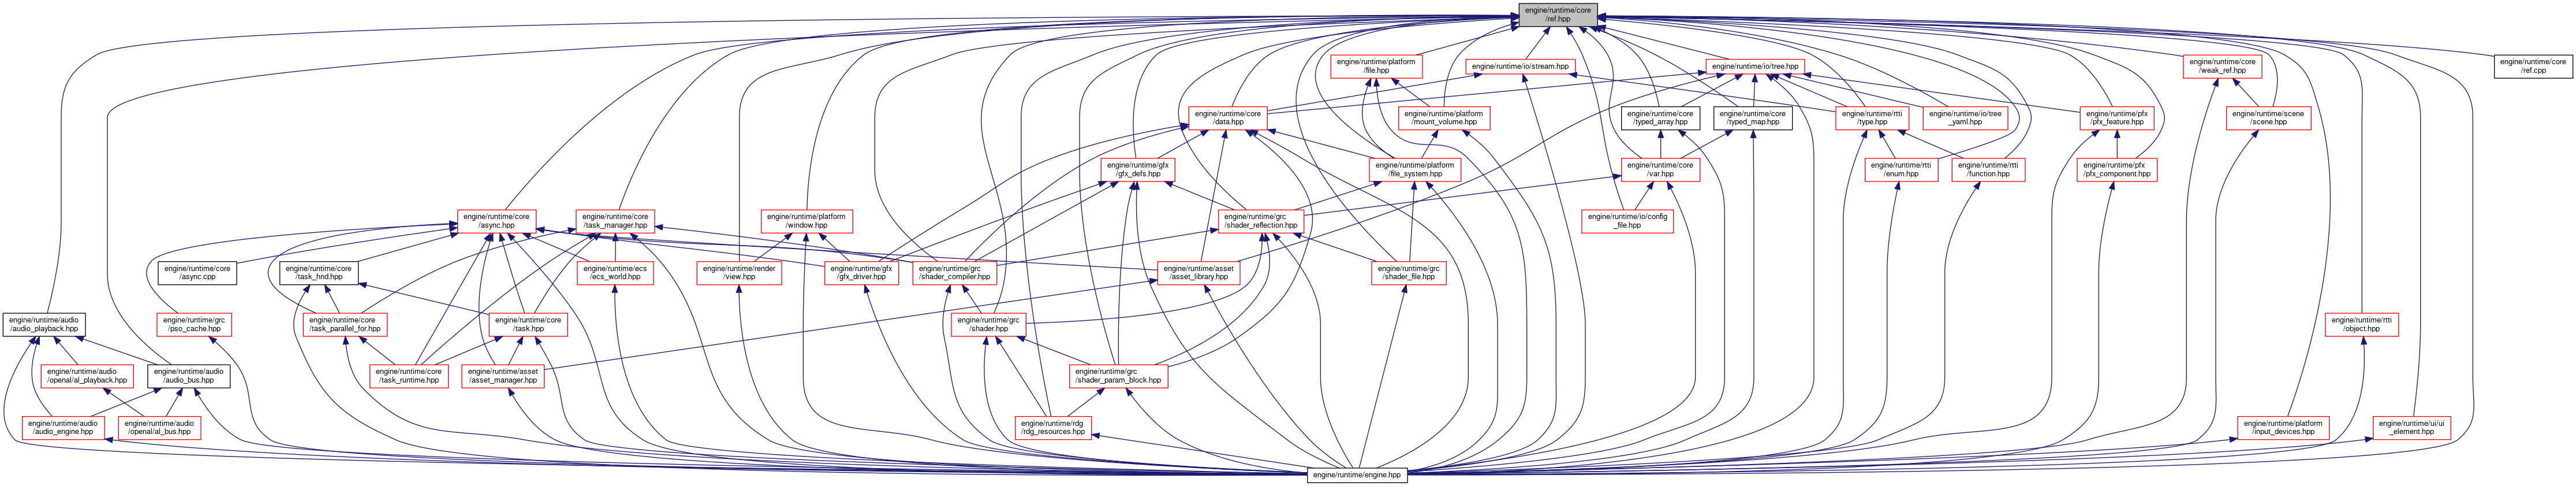 engine/runtime/core
/ref.hpp
engine/runtime/platform
/file.hpp
engine/runtime/io/stream.hpp
engine/runtime/io/tree.hpp
engine/runtime/core
/weak_ref.hpp
engine/runtime/core
/ref.cpp
engine/runtime/core
/data.hpp
engine/runtime/platform
/mount_volume.hpp
engine/runtime/core
/typed_array.hpp
engine/runtime/core
/typed_map.hpp
engine/runtime/rtti
/type.hpp
engine/runtime/io/tree
_yaml.hpp
engine/runtime/pfx
/pfx_feature.hpp
engine/runtime/scene
/scene.hpp
engine/runtime/gfx
/gfx_defs.hpp
engine/runtime/platform
/file_system.hpp
engine/runtime/core
/var.hpp
engine/runtime/rtti
/enum.hpp
engine/runtime/rtti
/function.hpp
engine/runtime/pfx
/pfx_component.hpp
engine/runtime/core
/async.hpp
engine/runtime/core
/task_manager.hpp
engine/runtime/platform
/window.hpp
engine/runtime/grc
/shader_reflection.hpp
engine/runtime/io/config
_file.hpp
engine/runtime/core
/async.cpp
engine/runtime/core
/task_hnd.hpp
engine/runtime/ecs
/ecs_world.hpp
engine/runtime/render
/view.hpp
engine/runtime/gfx
/gfx_driver.hpp
engine/runtime/grc
/shader_compiler.hpp
engine/runtime/asset
/asset_library.hpp
engine/runtime/grc
/shader_file.hpp
engine/runtime/audio
/audio_playback.hpp
engine/runtime/grc
/pso_cache.hpp
engine/runtime/core
/task_parallel_for.hpp
engine/runtime/core
/task.hpp
engine/runtime/grc
/shader.hpp
engine/runtime/rtti
/object.hpp
engine/runtime/audio
/openal/al_playback.hpp
engine/runtime/audio
/audio_bus.hpp
engine/runtime/core
/task_runtime.hpp
engine/runtime/asset
/asset_manager.hpp
engine/runtime/grc
/shader_param_block.hpp
engine/runtime/audio
/audio_engine.hpp
engine/runtime/audio
/openal/al_bus.hpp
engine/runtime/rdg
/rdg_resources.hpp
engine/runtime/platform
/input_devices.hpp
engine/runtime/ui/ui
_element.hpp
engine/runtime/engine.hpp